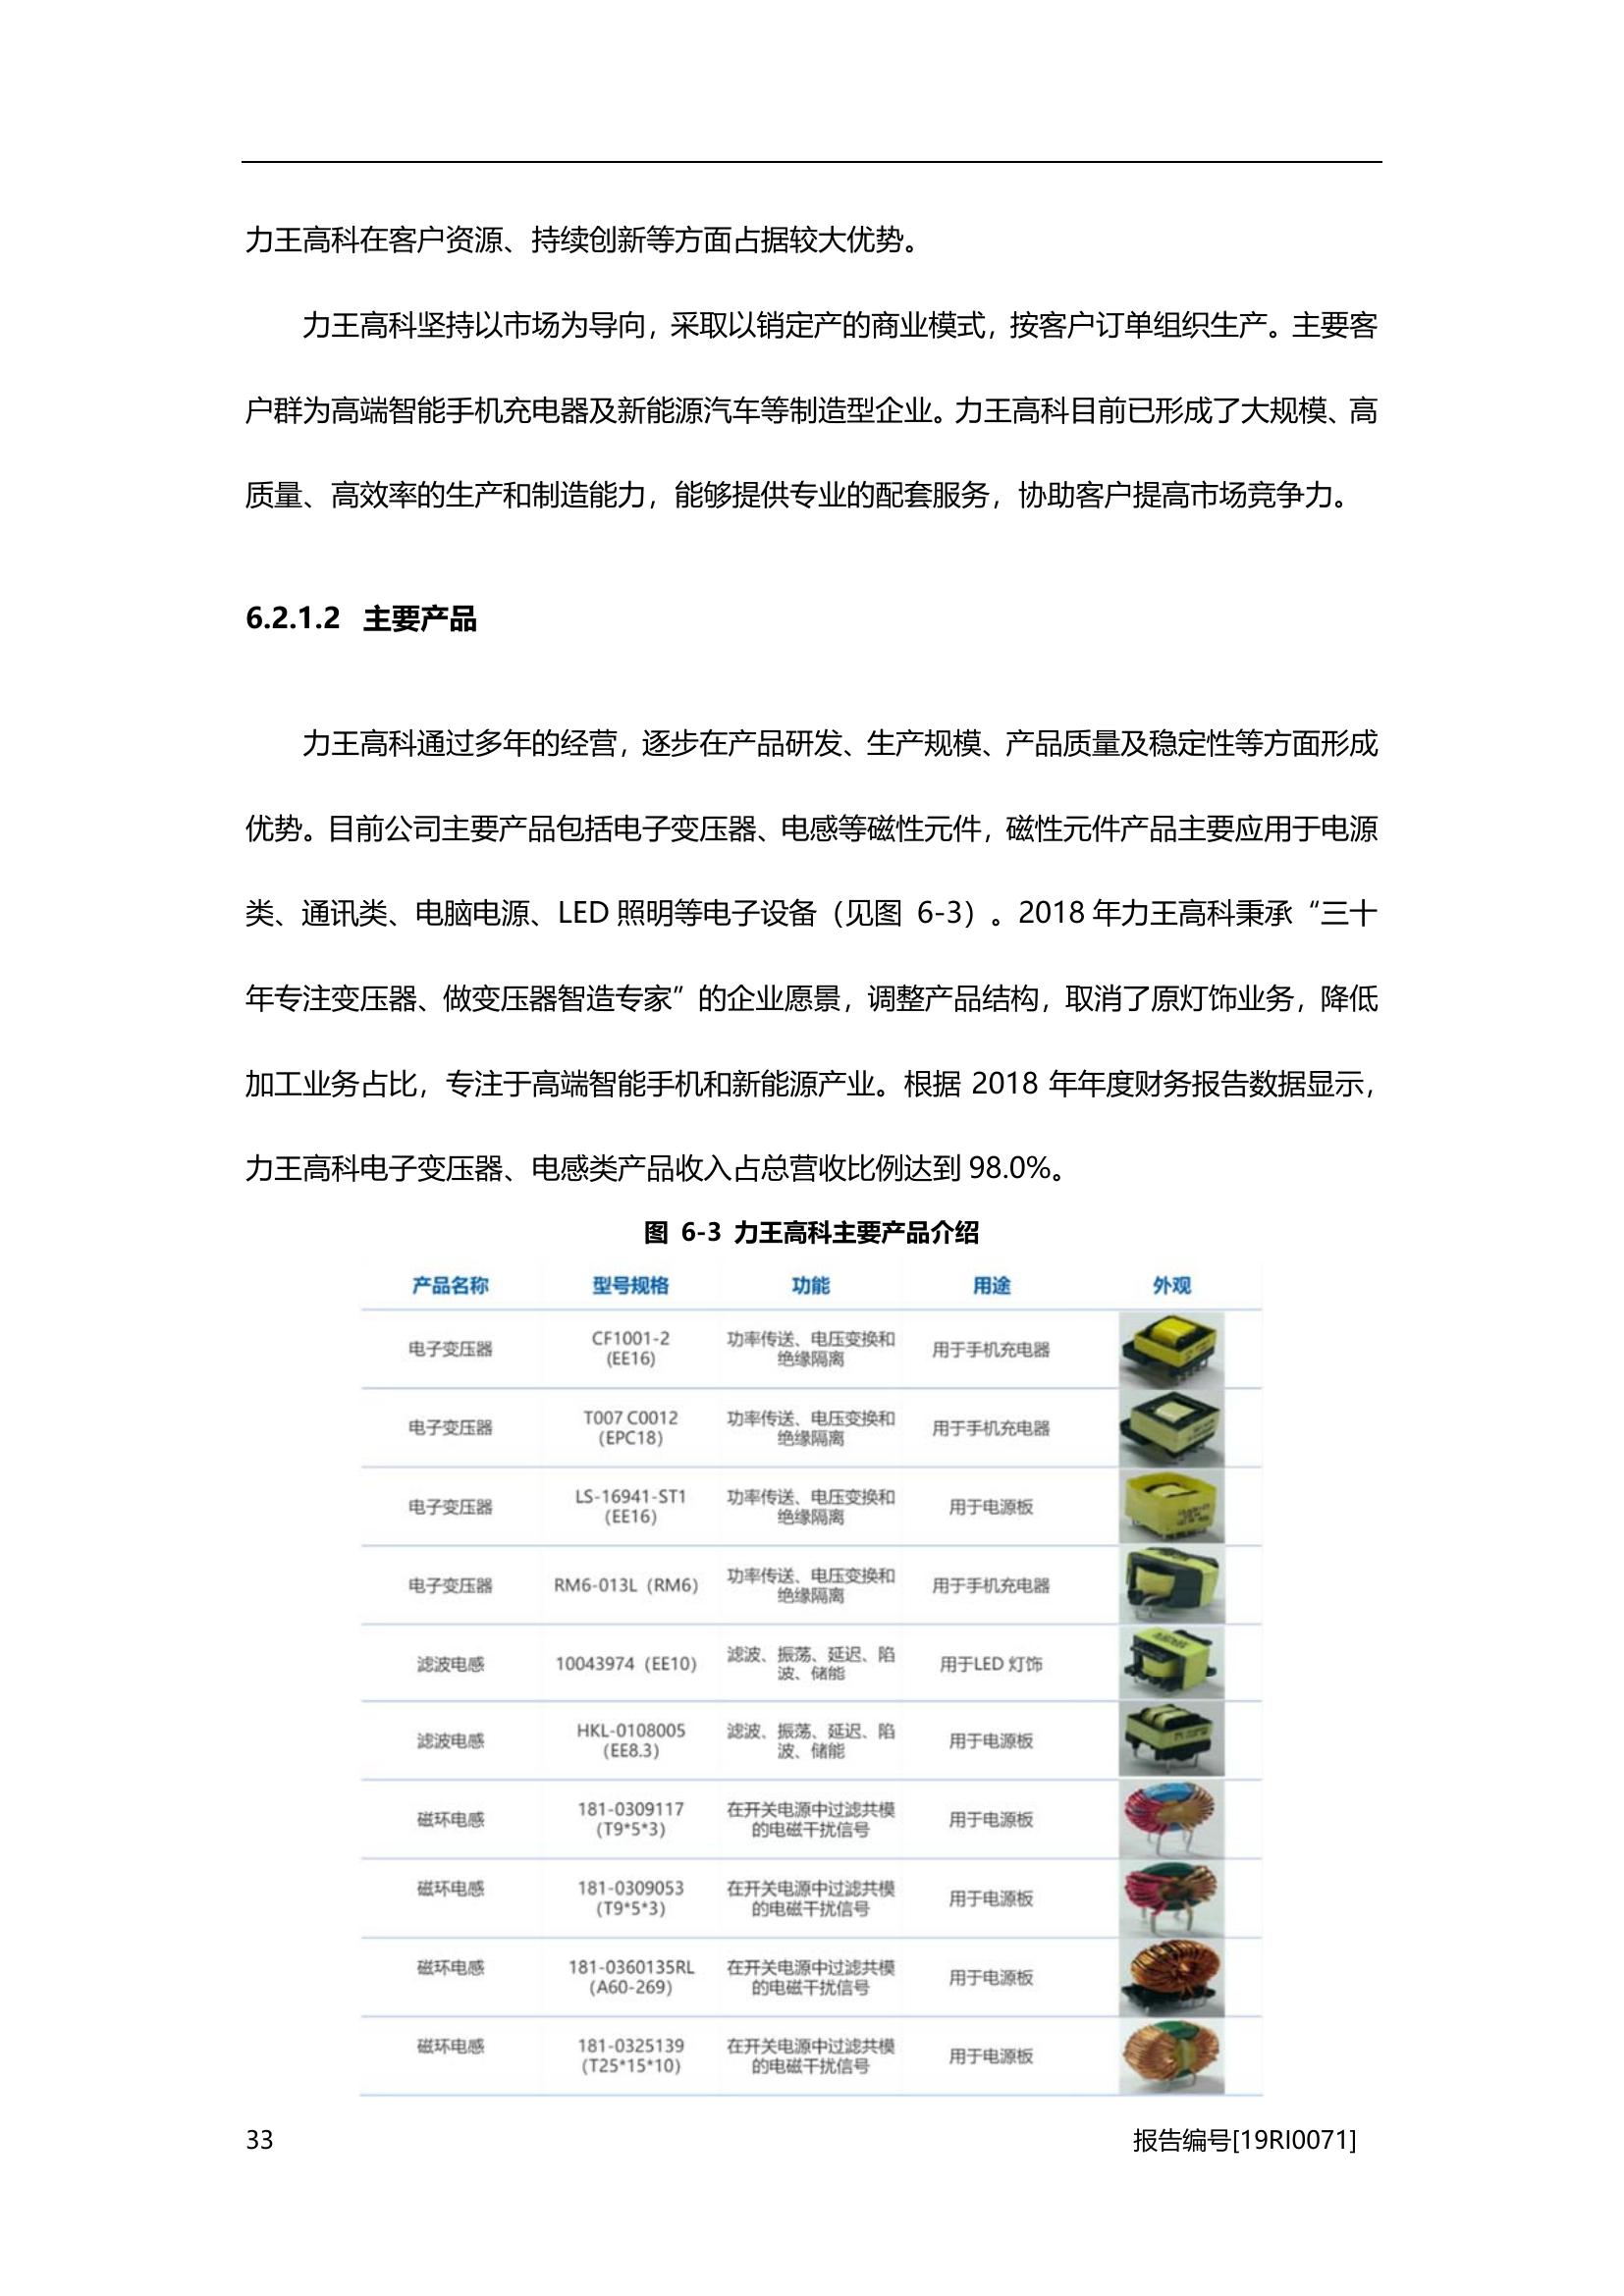 力王高科在客户资源、持续创新等方面占据较大优势。
力王高科坚持以市场为导向，采取以销定产的商业模式，按客户订单组织生产。主要客
户群为高端智能手机充电器及新能源汽车等制造型企业。力王高科目前已形成了大规模、高
质量、高效率的生产和制造能力，能够提供专业的配套服务，协助客户提高市场竞争力。
6.2.1.2 主要产品
力王高科通过多年的经营，逐步在产品研发、生产规模、产品质量及稳定性等方面形成
优势。目前公司主要产品包括电子变压器、电感等磁性元件，磁性元件产品主要应用于电源
类、通讯类、电脑电源、LED 照明等电子设备（见图 6-3）。2018 年力王高科秉承“三十
年专注变压器、做变压器智造专家”的企业愿景，调整产品结构，取消了原灯饰业务，降低
加工业务占比，专注于高端智能手机和新能源产业。根据 2018 年年度财务报告数据显示，
力王高科电子变压器、电感类产品收入占总营收比例达到 98.0%。
图 6-3 力王高科主要产品介绍
产品名称 型号规格 功能 用途 外观
电子变压器 CF1001-2 (EE16) 功率传送、电压变换和绝缘隔离 用于手机充电器
电子变压器 T007 C0012 (EPC18) 功率传送、电压变换和绝缘隔离 用于手机充电器
电子变压器 LS-16941-ST1 (EE16) 功率传送、电压变换和绝缘隔离 用于电源板
电子变压器 RM6-013L（RM6） 功率传送、电压变换和绝缘隔离 用于手机充电器
滤波电感 10043974（EE10） 滤波、振荡、延迟、陷波、储能 用于LED 灯饰
滤波电感 HKL-0108005 (EE8.3) 滤波、振荡、延迟、陷波、储能 用于电源板
磁环电感 181-0309117 (T9*5*3) 在开关电源中过滤共模的电磁干扰信号 用于电源板
磁环电感 181-0309053 (T9*5*3) 在开关电源中过滤共模的电磁干扰信号 用于电源板
磁环电感 181-0360135RL (A60-269) 在开关电源中过滤共模的电磁干扰信号 用于电源板
磁环电感 181-0325139 (T25*15*10) 在开关电源中过滤共模的电磁干扰信号 用于电源板
33 报告编号[19RI0071]